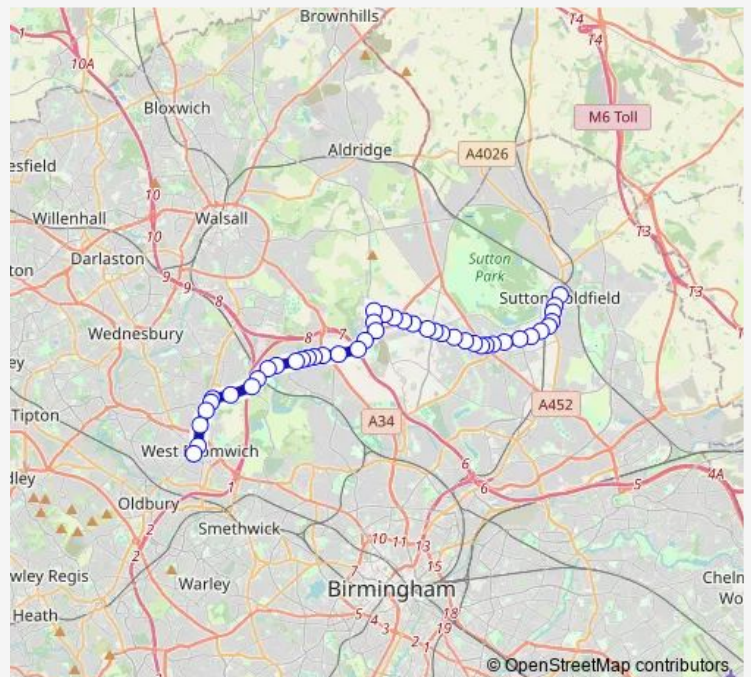 Brownhills
T4
T4
1
10A
Bloxwich
M6 Toll
Aldridge
A4026
esfield
10
Willenhall
Walsall
10
T3
Darlaston
ton
Sutton
Park
9
9
8
T3
Sutton Coldfield
Wednesbury
8
7
ey
A452
Tipton
A34
West Bromwich
6
6
5
4A
dley
1
Oldbury
2
Smethwick
2
10
11
13
7
15
wley Regis
Warley
Birmingham
Cheln
Wo
Heath
5
4
3
18
19
2
1
© OpenStreetMap contributors